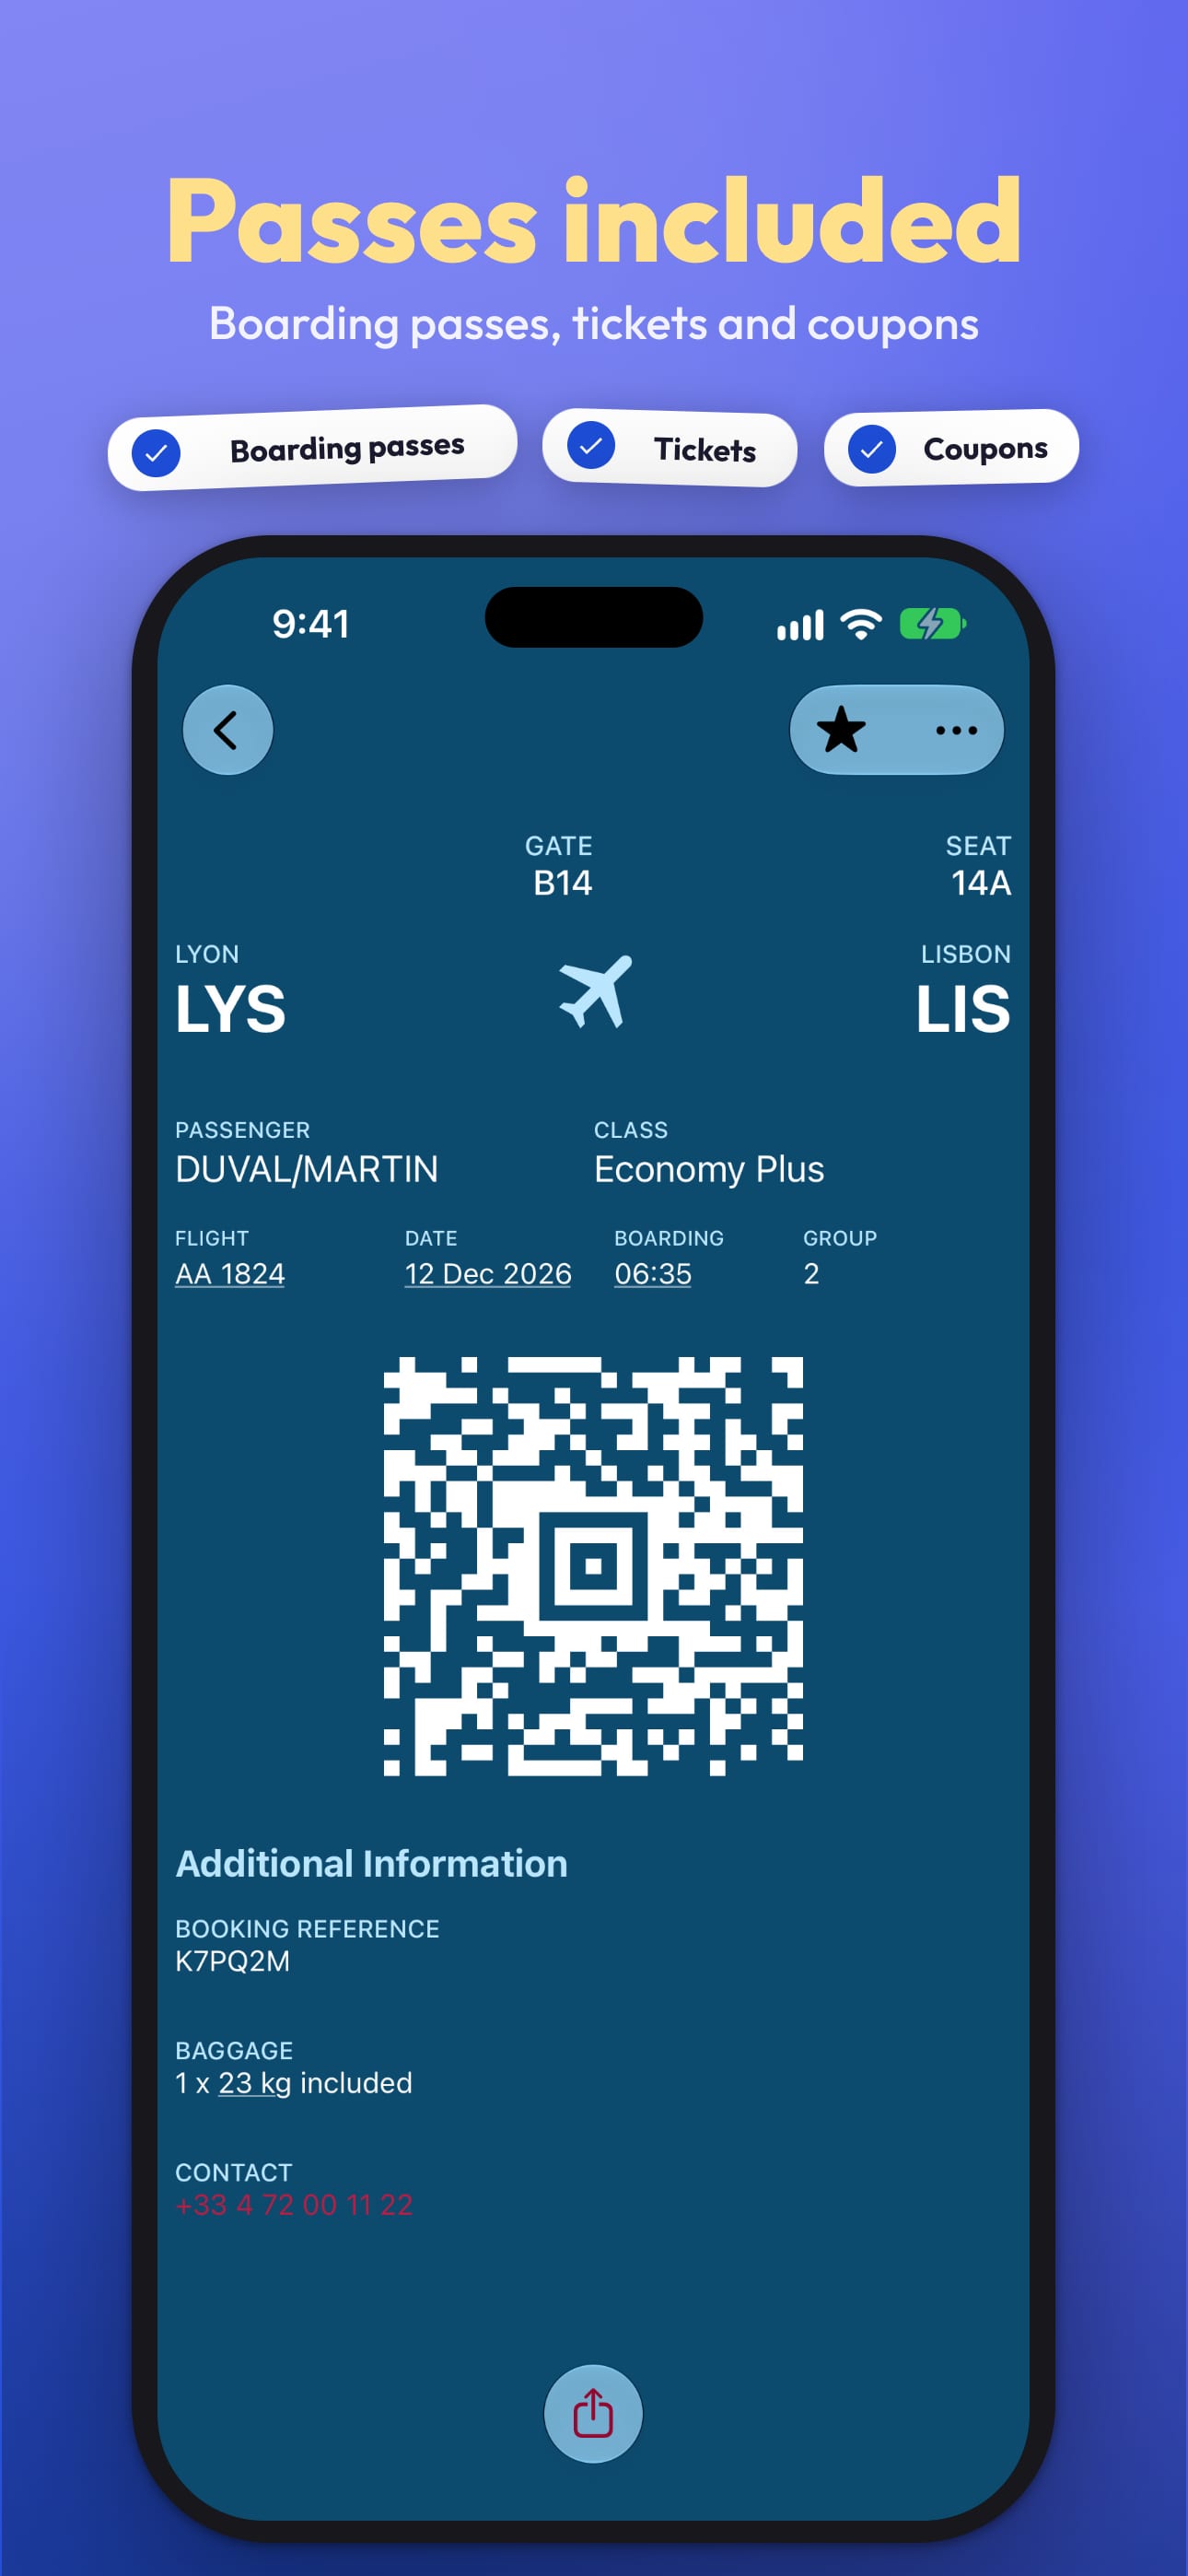 Passes included
Boarding passes, tickets and coupons
Boarding passes Tickets Coupons
9:41
GATE SEAT
B14 14A
LYON LISBON
LYS LIS
PASSENGER CLASS
DUVAL/MARTIN Economy Plus
FLIGHT DATE BOARDING GROUP
AA 1824 12 Dec 2026 06:35 2
Additional Information
BOOKING REFERENCE
K7PQ2M
BAGGAGE
1 x 23 kg included
CONTACT
+33 4 72 00 11 22